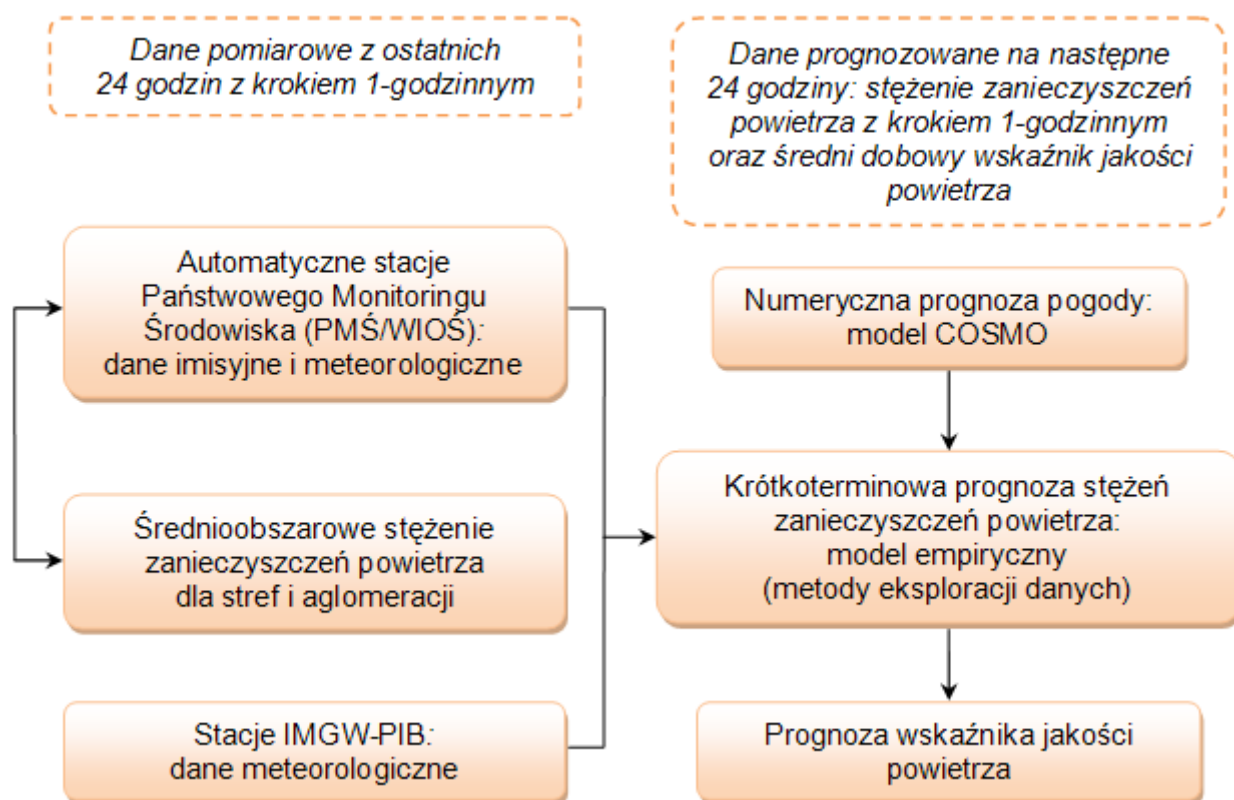 Dane pomiarowe z ostatnich
24 godzin z krokiem 1-godzinnym
Dane prognozowane na następne
24 godziny: stężenie zanieczyszczeń
powietrza z krokiem 1-godzinnym
oraz średni dobowy wskaźnik jakości
powietrza
Automatyczne stacje
Państwowego Monitoringu
Środowiska (PMŚ/WIOŚ):
dane imisyjne i meteorologiczne
Numeryczna prognoza pogody:
model COSMO
Średnioobszarowe stężenie
zanieczyszczeń powietrza
dla stref i aglomeracji
Krótkoterminowa prognoza stężeń
zanieczyszczeń powietrza:
model empiryczny
(metody eksploracji danych)
Stacje IMGW-PIB:
dane meteorologiczne
Prognoza wskaźnika jakości
powietrza